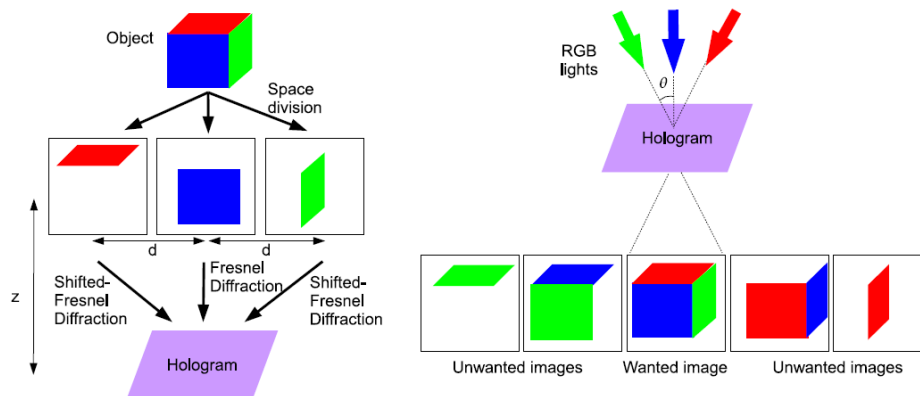 Object
Space
division
d
d
z
Shifted-
Fresnel
Diffraction
Fresnel
Diffraction
Shifted-
Fresnel
Diffraction
Hologram
RGB
lights
θ
Hologram
Unwanted images
Wanted image
Unwanted images